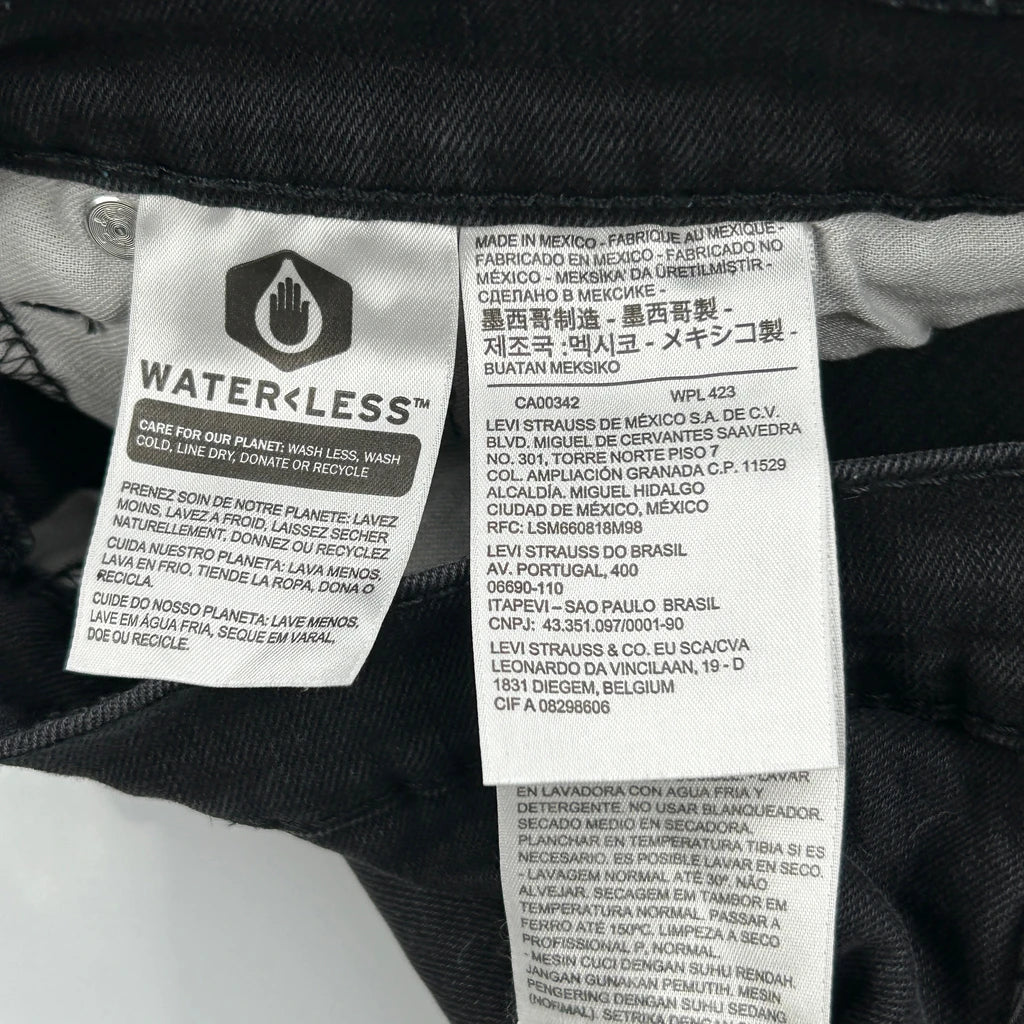 WATER<LESS™
CARE FOR OUR PLANET: WASH LESS, WASH
COLD, LINE DRY, DONATE OR RECYCLE
PRENEZ SOIN DE NOTRE PLANETE: LAVEZ
MOINS, LAVEZ A FROID, LAISSEZ SECHER
NATURELLEMENT, DONNEZ OU RECYCLEZ
CUIDA NUESTRO PLANETA: LAVA MENOS,
LAVA EN FRIO, TIENDE LA ROPA, DONA O
RECICLA.
CUIDE DO NOSSO PLANETA: LAVE MENOS,
LAVE EM ÁGUA FRIA, SEQUE EM VARAL,
DOE OU RECICLE.
MADE IN MEXICO - FABRIQUE AU MEXIQUE -
FABRICADO EN MEXICO - FABRICADO NO
MÉXICO - MEKSİKA' DA ÜRETILMİŞTİR -
СДЕЛАНО В МЕКСИКЕ -
墨西哥制造 - 墨西哥製 -
제조국 :멕시코 - メキシコ製 -
BUATAN MEKSIKO
CA00342 WPL 423
LEVI STRAUSS DE MÉXICO S.A. DE C.V.
BLVD. MIGUEL DE CERVANTES SAAVEDRA
NO. 301, TORRE NORTE PISO 7
COL. AMPLIACIÓN GRANADA C.P. 11529
ALCALDÍA. MIGUEL HIDALGO
CIUDAD DE MÉXICO, MÉXICO
RFC: LSM660818M98
LEVI STRAUSS DO BRASIL
AV. PORTUGAL, 400
06690-110
ITAPEVI – SAO PAULO BRASIL
CNPJ: 43.351.097/0001-90
LEVI STRAUSS & CO. EU SCA/CVA
LEONARDO DA VINCILAAN, 19 - D
1831 DIEGEM, BELGIUM
CIF A 08298606
LAVAR
EN LAVADORA CON AGUA FRIA Y
DETERGENTE. NO USAR BLANQUEADOR.
SECADO MEDIO EN SECADORA.
PLANCHAR EN TEMPERATURA TIBIA SI ES
NECESARIO. ES POSIBLE LAVAR EN SECO.
- LAVAGEM NORMAL ATÉ 30°. NÃO
ALVEJAR. SECAGEM EM TAMBOR EM
TEMPERATURA NORMAL. PASSAR A
FERRO ATÉ 150ºC. LIMPEZA A SECO
PROFISSIONAL P, NORMAL.
- MESIN CUCI DENGAN SUHU RENDAH.
JANGAN GUNAKAN PEMUTIH. MESIN
PENGERING DENGAN SUHU SEDANG
(NORMAL). SETRIKA DENGAN